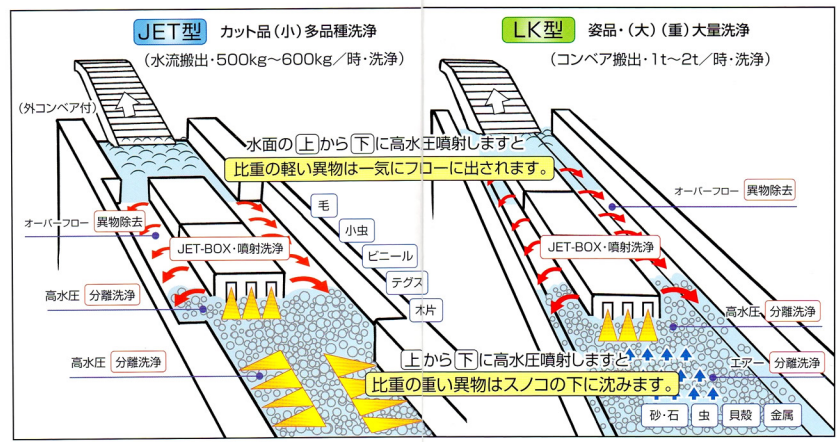 JET型 カット品(小)多品種洗浄
(水流搬出・500kg〜600kg／時・洗浄)
(外コンベア付)
LK型 姿品・(大)(重)大量洗浄
(コンベア搬出・1t〜2t／時・洗浄)
水面の上から下に高水圧噴射しますと
比重の軽い異物は一気にフローに出されます。
毛
小虫
ビニール
テグス
木片
オーバーフロー 異物除去
JET-BOX・噴射洗浄
高水圧 分離洗浄
高水圧 分離洗浄
オーバーフロー 異物除去
JET-BOX・噴射洗浄
高水圧 分離洗浄
エアー 分離洗浄
上から下に高水圧噴射しますと
比重の重い異物はスノコの下に沈みます。
砂・石 虫 貝殻 金属